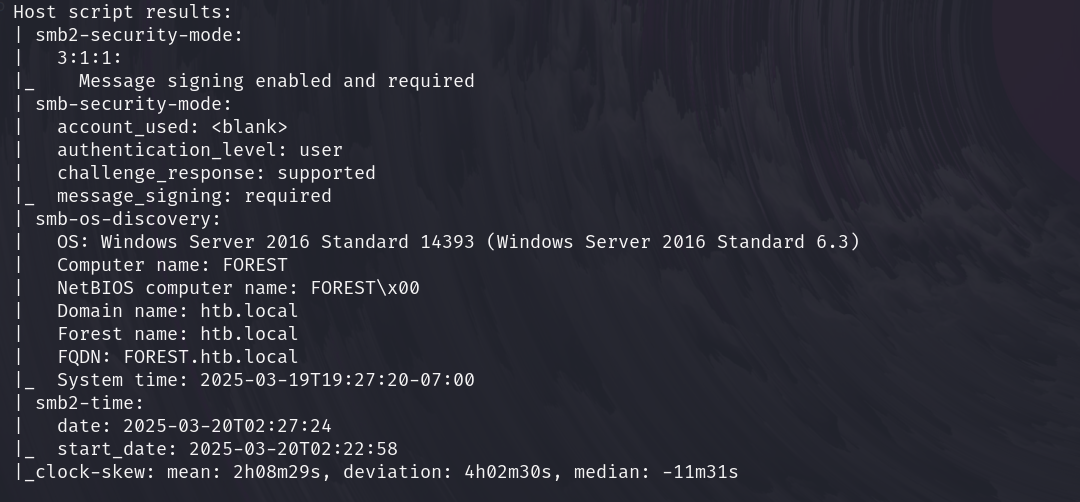 Host script results:
| smb2-security-mode:
|   3:1:1:
|_    Message signing enabled and required
| smb-security-mode:
|   account_used: <blank>
|   authentication_level: user
|   challenge_response: supported
|_  message_signing: required
| smb-os-discovery:
|   OS: Windows Server 2016 Standard 14393 (Windows Server 2016 Standard 6.3)
|   Computer name: FOREST
|   NetBIOS computer name: FOREST\x00
|   Domain name: htb.local
|   Forest name: htb.local
|   FQDN: FOREST.htb.local
|_  System time: 2025-03-19T19:27:20-07:00
| smb2-time:
|   date: 2025-03-20T02:27:24
|_  start_date: 2025-03-20T02:22:58
|_clock-skew: mean: 2h08m29s, deviation: 4h02m30s, median: -11m31s